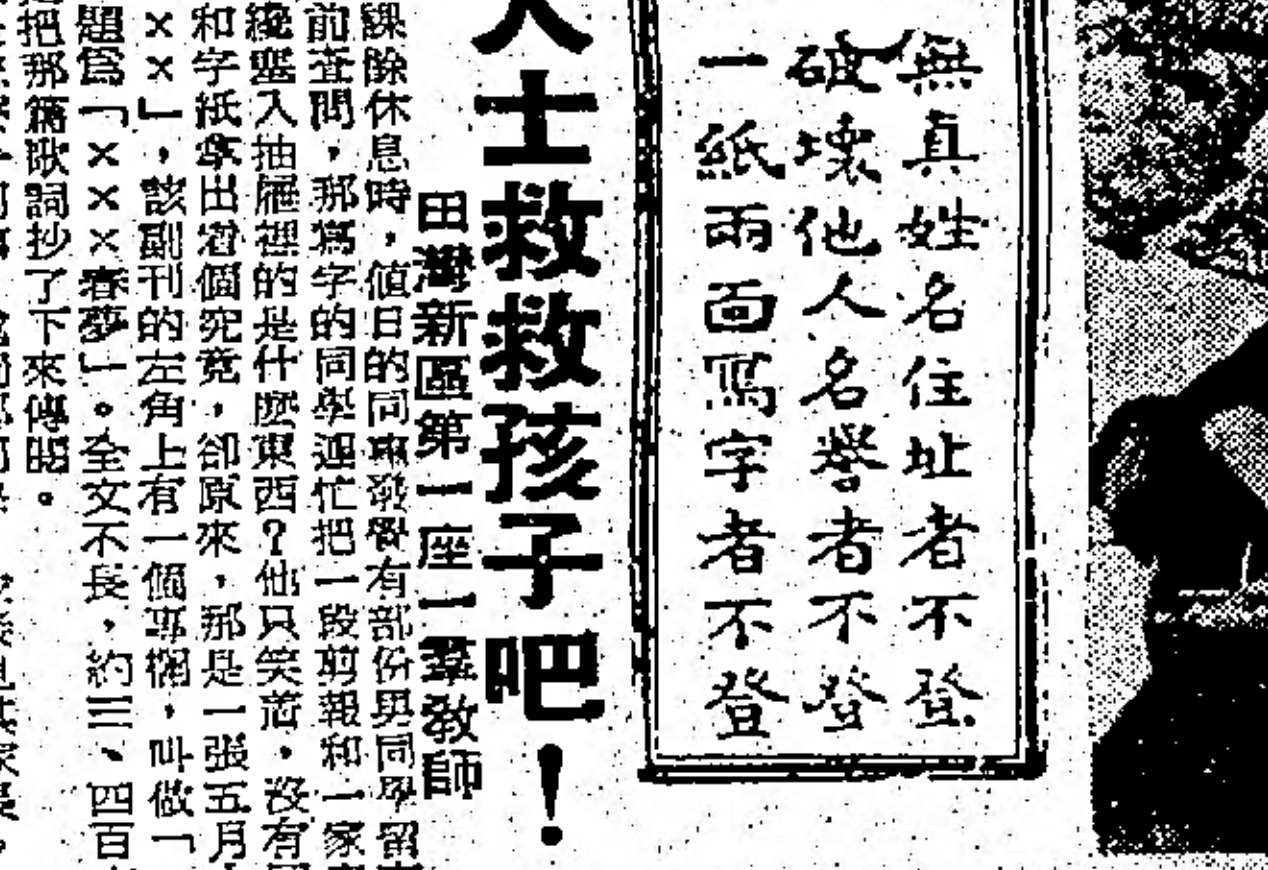 無真姓名住址者不登
破壞他人名譽者不登
一紙兩面寫字者不登
人士救救孩子吧！
田灣新區第一座一羣教師
課餘休息時，值日的同事發覺有部份男同學留
前查問，那寫字的同學連忙把一段剪報和一家
纔塞入抽屜裡的是什麼東西？他只笑着，沒有
和字紙拿出來看個究竟，卻原來，那是一張五月
××」，該副刊的左角上有一個專欄，叫做「
題爲「×××春夢」。全文不長，約三、四百
把那篇歌詞抄了下來傳閱。